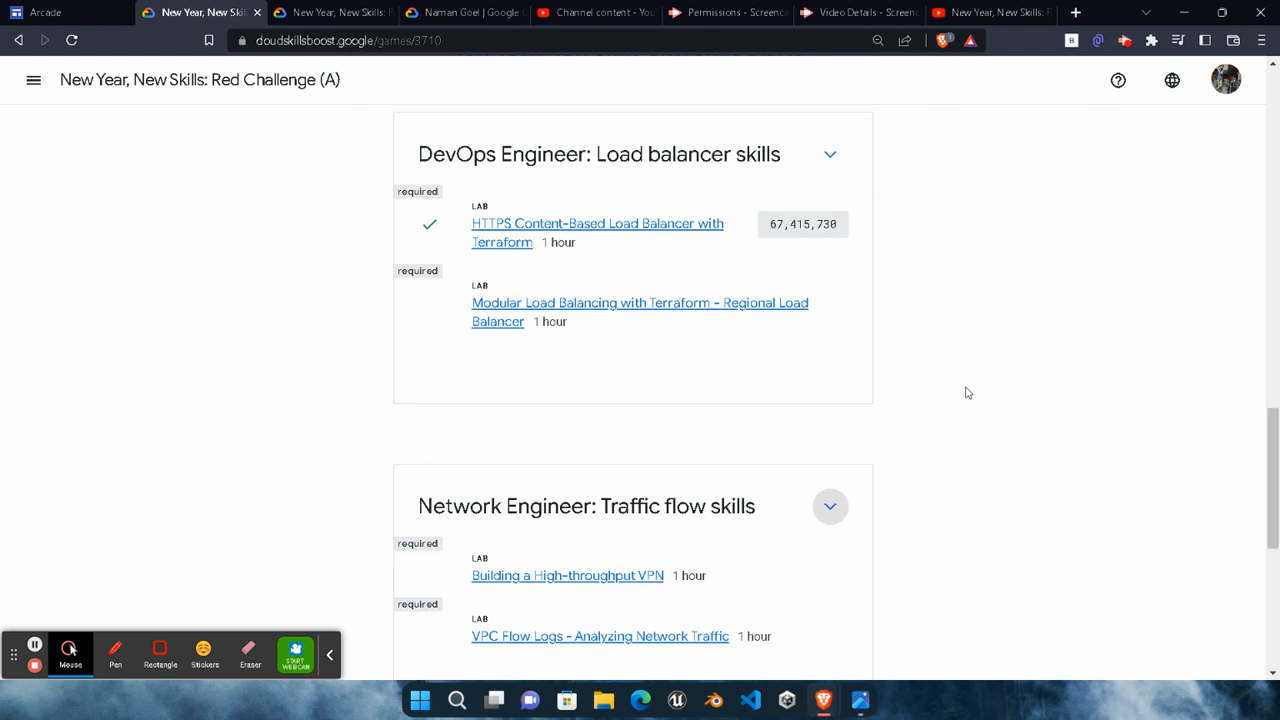 Arcade
New Year, New Skil
New Year, New Skills: R
Naman Goel | Google C
Channel content - You
Permissions - Screenca
Video Details - Screenc
New Year, New Skills: R
cloudskillsboost.google/games/3710
New Year, New Skills: Red Challenge (A)
DevOps Engineer: Load balancer skills
required
LAB
HTTPS Content-Based Load Balancer with
Terraform 1 hour
67,415,730
required
LAB
Modular Load Balancing with Terraform - Regional Load
Balancer 1 hour
Network Engineer: Traffic flow skills
required
LAB
Building a High-throughput VPN 1 hour
required
LAB
VPC Flow Logs - Analyzing Network Traffic 1 hour
Mouse
Pen
Rectangle
Stickers
Eraser
START
WEBCAM